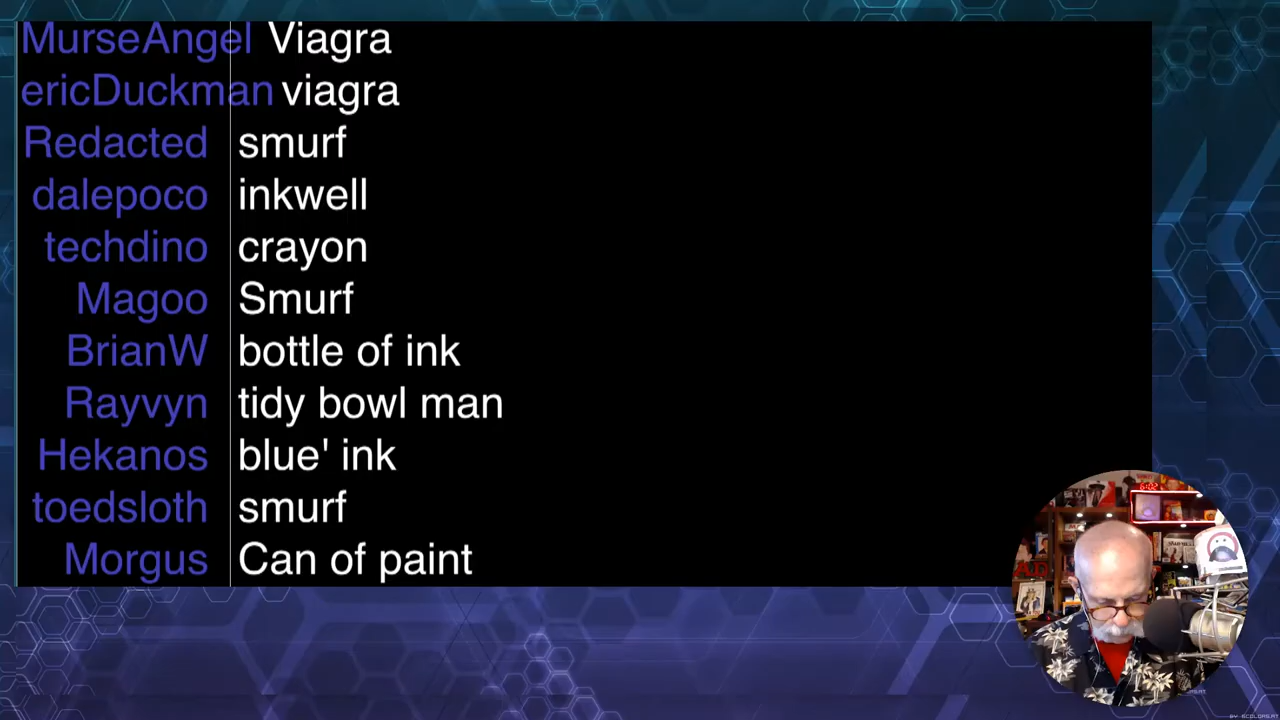 MurseAngel Viagra
ericDuckman viagra
Redacted smurf
dalepoco inkwell
techdino crayon
Magoo Smurf
BrianW bottle of ink
Rayvyn tidy bowl man
Hekanos blue' ink
toedsloth smurf
Morgus Can of paint